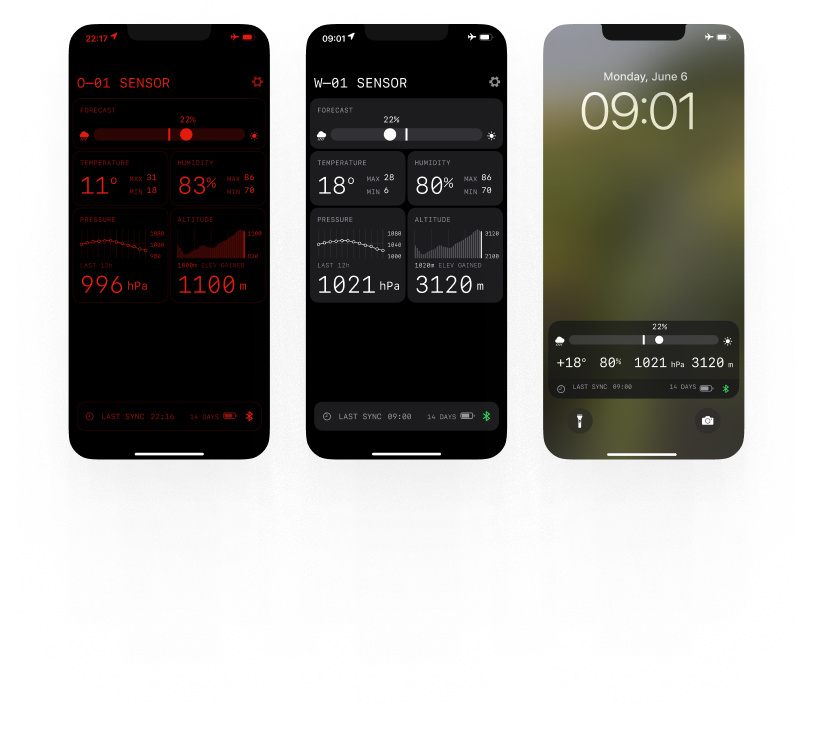 22:17
O—01 SENSOR
FORECAST
22%
TEMPERATURE
11°
MAX 31
MIN 18
HUMIDITY
83%
MAX 86
MIN 70
PRESSURE
1080
LAST 12h
996 hPa
ALTITUDE
1100
1000m ELEV GAINED
1100 m
LAST SYNC 22:16
14 DAYS
09:01
W—01 SENSOR
FORECAST
22%
TEMPERATURE
18°
MAX 28
MIN 6
HUMIDITY
80%
MAX 86
MIN 70
PRESSURE
1080
1040
1000
LAST 12h
1021 hPa
ALTITUDE
3120
2100
1020m ELEV GAINED
3120 m
LAST SYNC 09:00
14 DAYS
Monday, June 6
09:01
22%
+18° 80% 1021 hPa 3120 m
LAST SYNC 09:00
14 DAYS